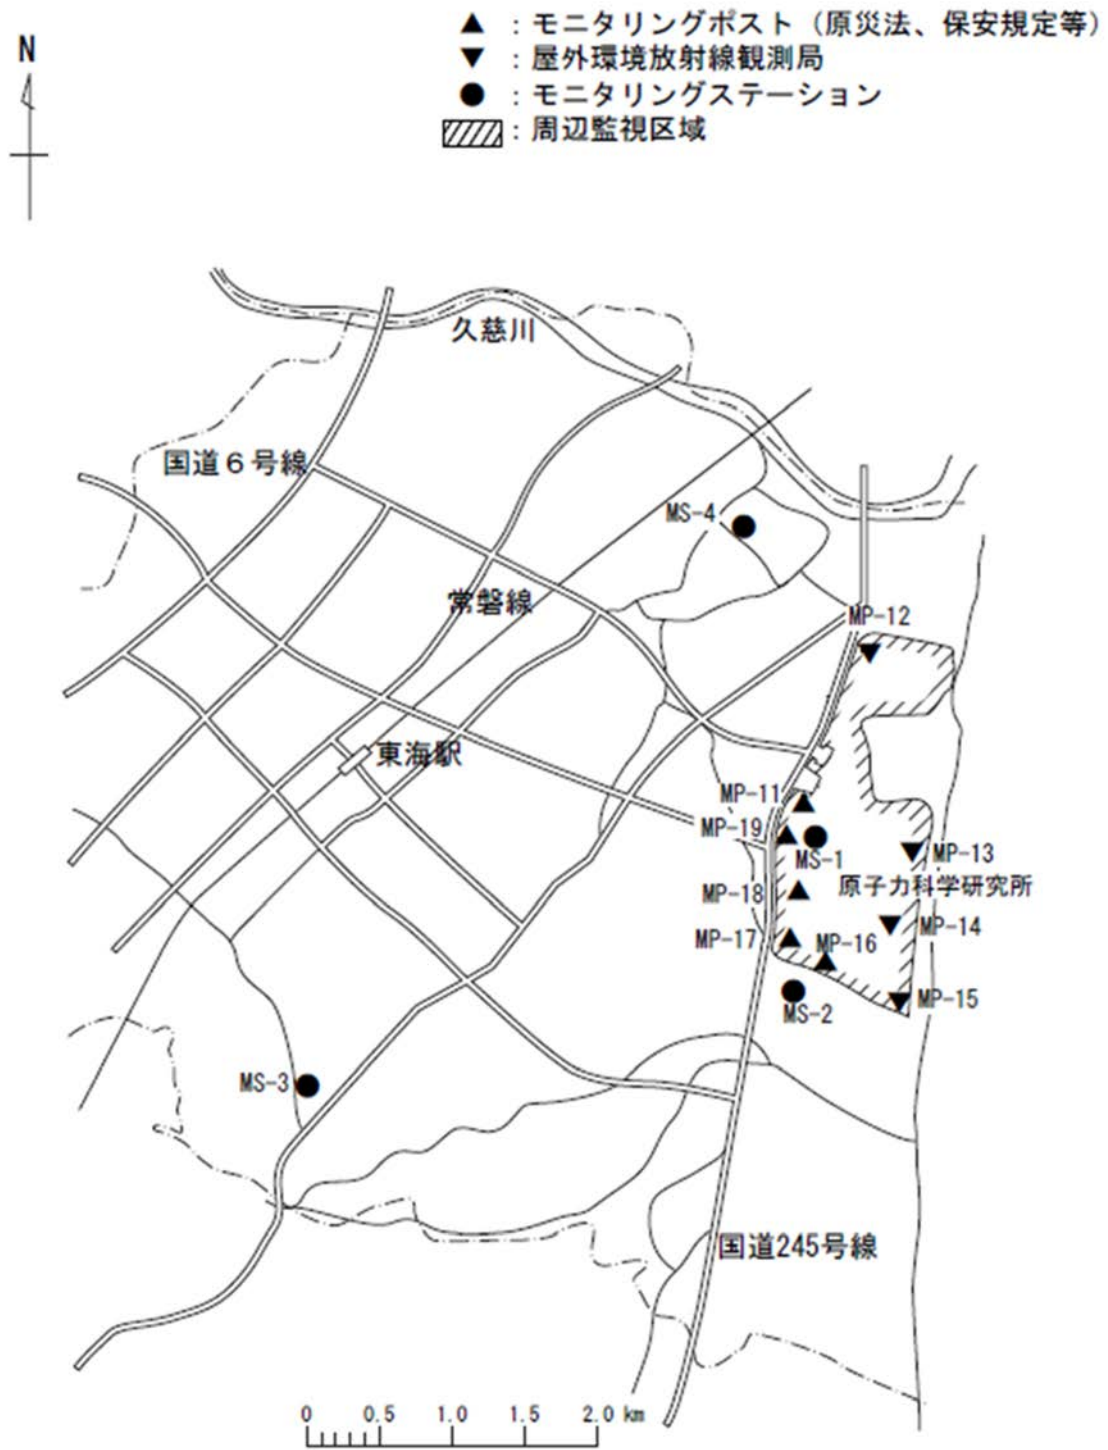 ▲ : モニタリングポスト (原災法、保安規定等)
▼ : 屋外環境放射線観測局
● : モニタリングステーション
: 周辺監視区域
N
久慈川
国道6号線
MS-4
常磐線
MP-12
東海駅
MP-11
MP-19
MS-1
MP-13
原子力科学研究所
MP-18
MP-14
MP-17
MP-16
MP-15
MS-2
MS-3
国道245号線
0 0.5 1.0 1.5 2.0 km